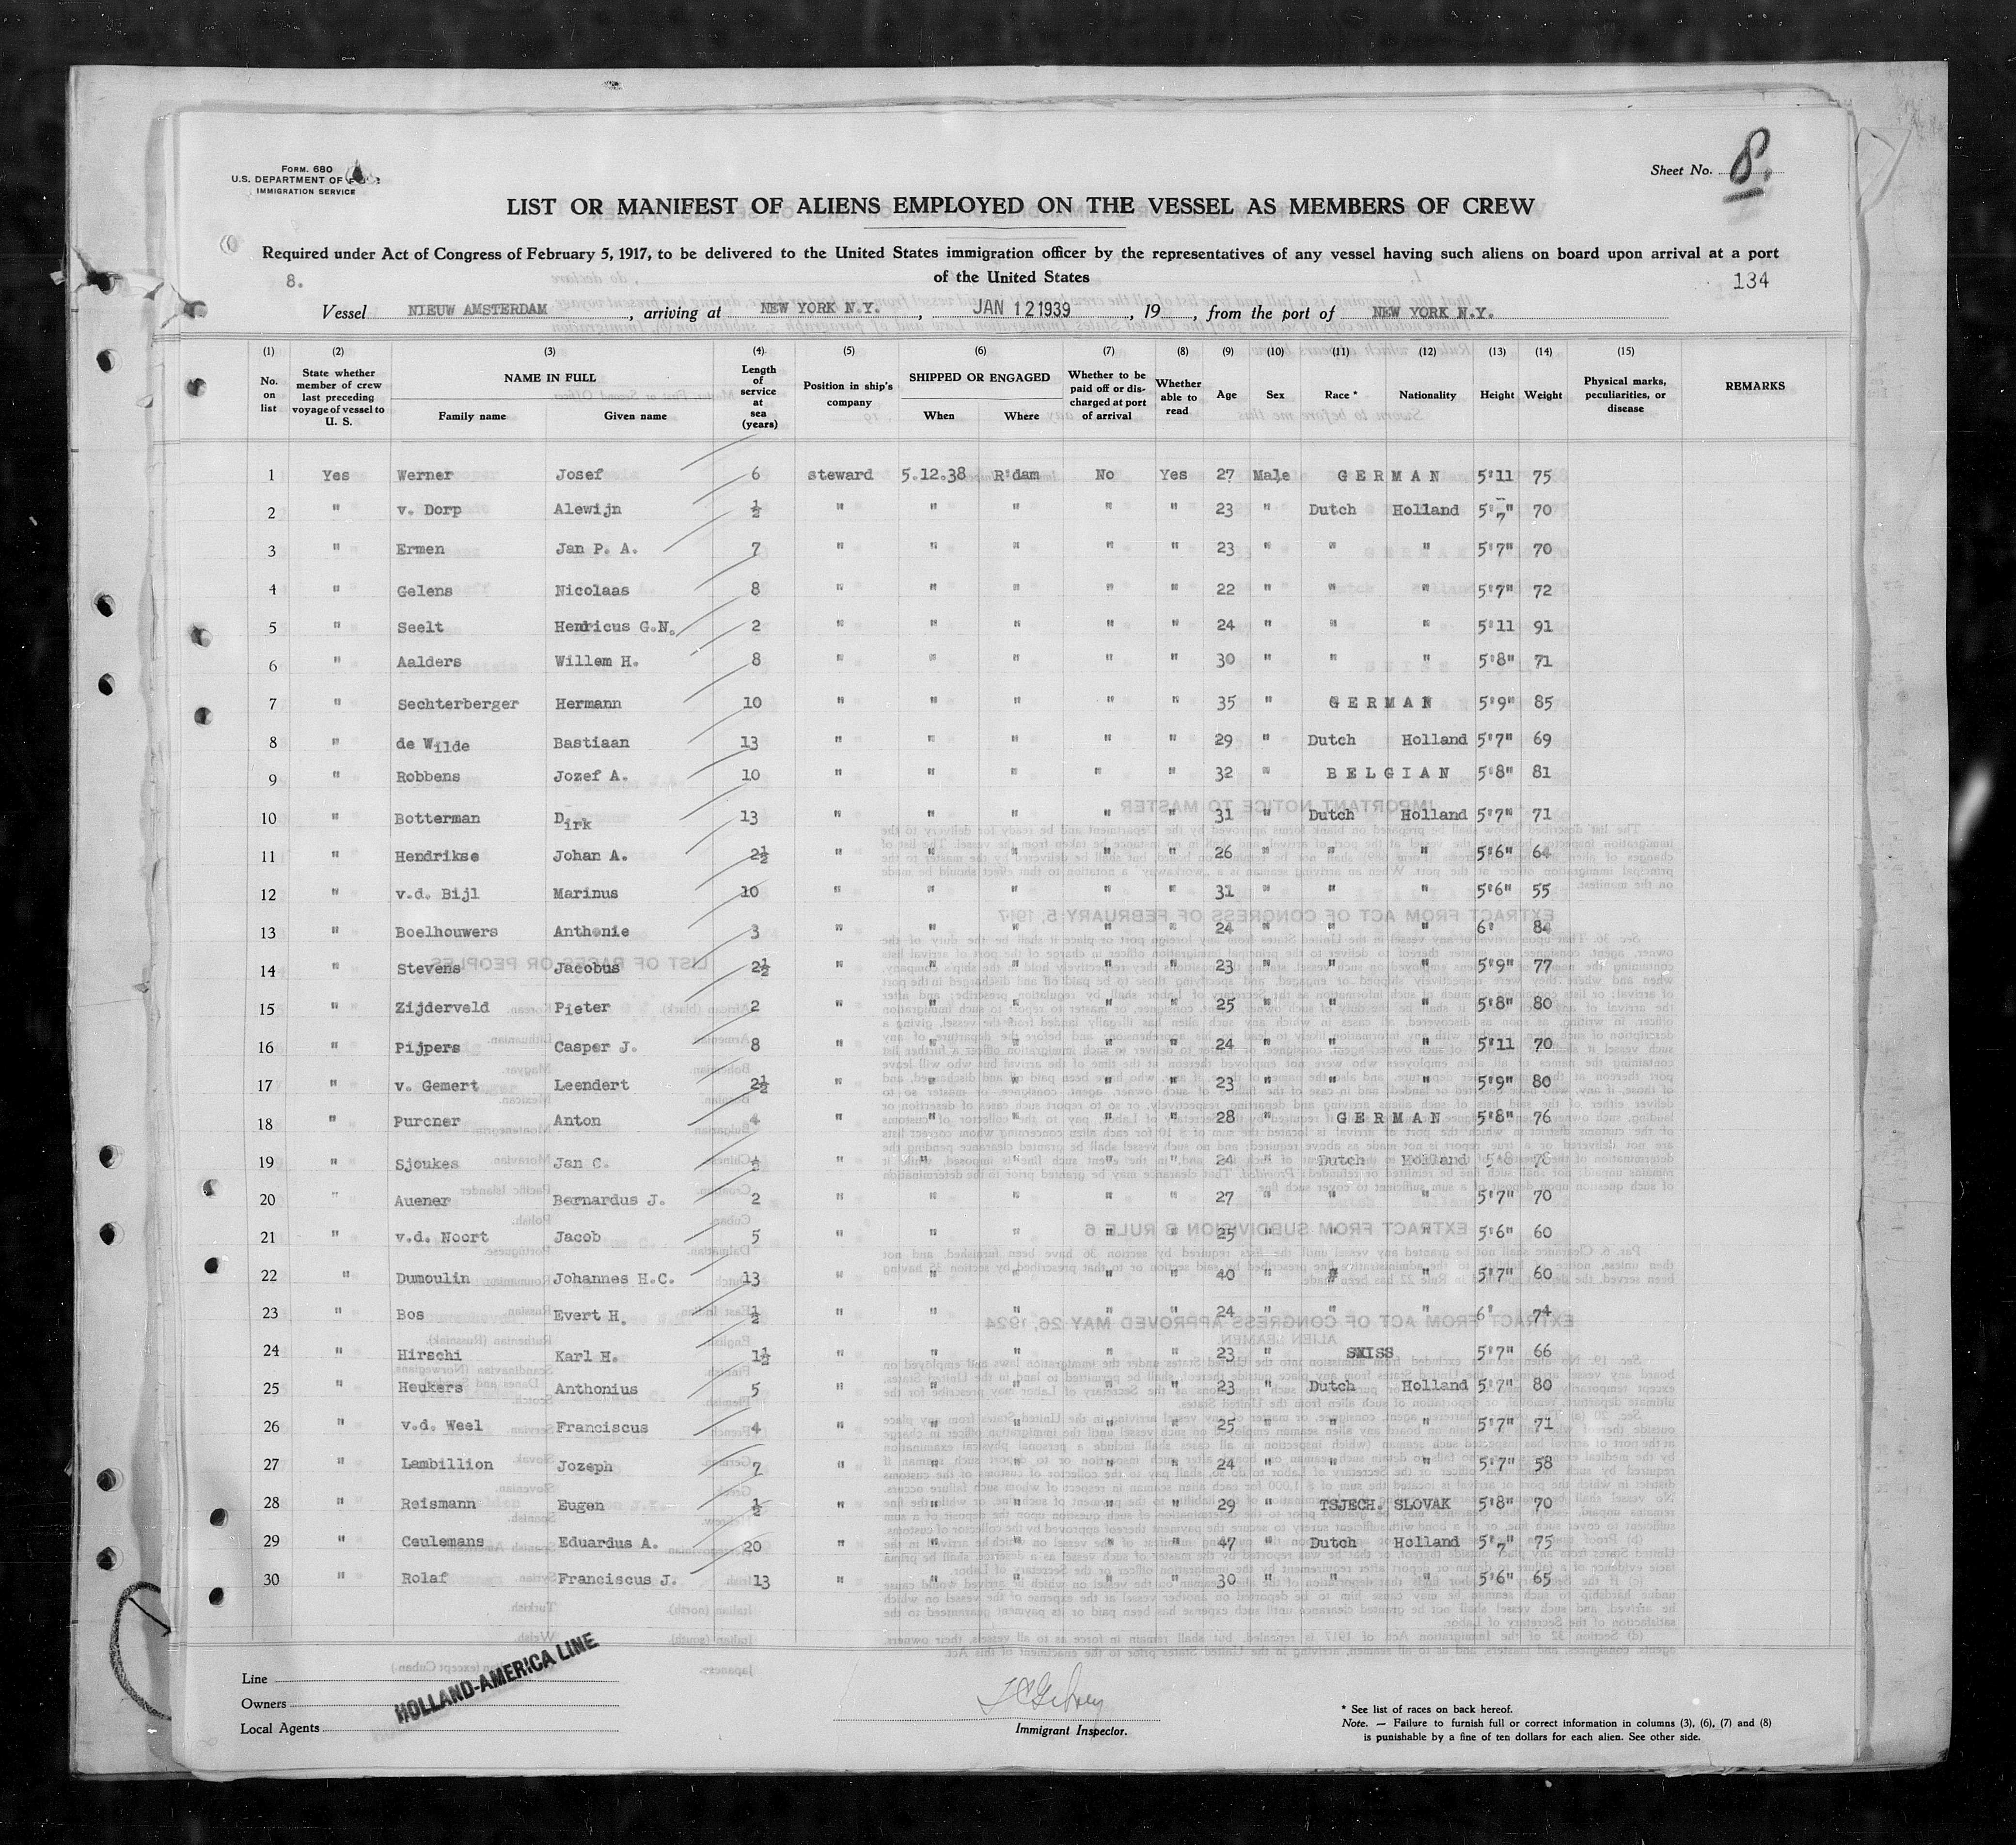 Form. 680
U.S. DEPARTMENT OF
IMMIGRATION SERVICE
Sheet No. 8.
LIST OR MANIFEST OF ALIENS EMPLOYED ON THE VESSEL AS MEMBERS OF CREW
Required under Act of Congress of February 5, 1917, to be delivered to the United States immigration officer by the representatives of any vessel having such aliens on board upon arrival at a port
of the United States
8.
134
Vessel NIEUW AMSTERDAM, arriving at NEW YORK N.Y., JAN 12 1939, 19, from the port of NEW YORK N.Y.
(1) No. on list
(2) State whether member of crew last preceding voyage of vessel to U. S.
(3) NAME IN FULL Family name Given name
(4) Length of service at sea (years)
(5) Position in ship's company
(6) SHIPPED OR ENGAGED When Where
(7) Whether to be paid off or discharged at port of arrival
(8) Whether able to read
(9) Age
(10) Sex
(11) Race *
(12) Nationality
(13) Height
(14) Weight
(15) Physical marks, peculiarities, or disease
REMARKS
1 Yes Werner Josef 6 steward 5.12.38 R'dam No Yes 27 Male GERMAN 5'11 75
2 " v. Dorp Alewijn ½ " " " " " 23 " Dutch Holland 5'7" 70
3 " Ermen Jan P. A. 7 " " " " " 23 " " " 5'7" 70
4 " Gelens Nicolaas 8 " " " " " 22 " " " 5'7" 72
5 " Seelt Hendricus G.N. 2 " " " " " 24 " " " 5'11 91
6 " Aalders Willem H. 8 " " " " " 30 " " " 5'8" 71
7 " Sechterberger Hermann 10 " " " " " 35 " GERMAN 5'9" 85
8 " de Wilde Bastiaan 13 " " " " " 29 " Dutch Holland 5'7" 69
9 " Robbens Jozef A. 10 " " " " " 32 " BELGIAN 5'8" 81
10 " Botterman Dirk 13 " " " " " 31 " Dutch Holland 5'7" 71
11 " Hendrikse Johan A. 2½ " " " " " 26 " " " 5'6" 64
12 " v.d. Bijl Marinus 10 " " " " " 31 " " " 5'6" 55
13 " Boelhouwers Anthonie 3 " " " " " 24 " " " 6' 84
14 " Stevens Jacobus 2½ " " " " " 23 " " " 5'9" 77
15 " Zijderveld Pieter 2 " " " " " 25 " " " 5'8" 80
16 " Pijpers Casper J. 8 " " " " " 24 " " " 5'11 70
17 " v. Gemert Leendert 2½ " " " " " 23 " " " 5'9" 80
18 " Purcner Anton 4 " " " " " 28 " GERMAN 5'8" 76
19 " Sjoukes Jan C. ½ " " " " " 24 " Dutch Holland 5'8 78
20 " Auener Bernardus J. 2 " " " " " 27 " " " 5'7" 70
21 " v.d. Noort Jacob 5 " " " " " 25 " " " 5'6" 60
22 " Dumoulin Johannes H.C. 13 " " " " " 40 " " " 5'7" 60
23 " Bos Evert H. ½ " " " " " 24 " " " 6' 74
24 " Hirschi Karl H. 1½ " " " " " 23 " SWISS 5'7" 66
25 " Heukers Anthonius 5 " " " " " 23 " Dutch Holland 5'7" 80
26 " v.d. Weel Franciscus 4 " " " " " 25 " " " 5'7" 71
27 " Lambillion Jozeph 7 " " " " " 24 " " " 5'7" 58
28 " Reismann Eugen ½ " " " " " 29 " TSJECH. SLOVAK 5'8" 70
29 " Ceulemans Eduardus A. 20 " " " " " 47 " Dutch Holland 5'7" 75
30 " Rolaf Franciscus J. 13 " " " " " 30 " " " 5'6" 65
Line
Owners
Local Agents
HOLLAND-AMERICA LINE
Immigrant Inspector.
* See list of races on back hereof.
Note. — Failure to furnish full or correct information in columns (3), (6), (7) and (8)
is punishable by a fine of ten dollars for each alien. See other side.